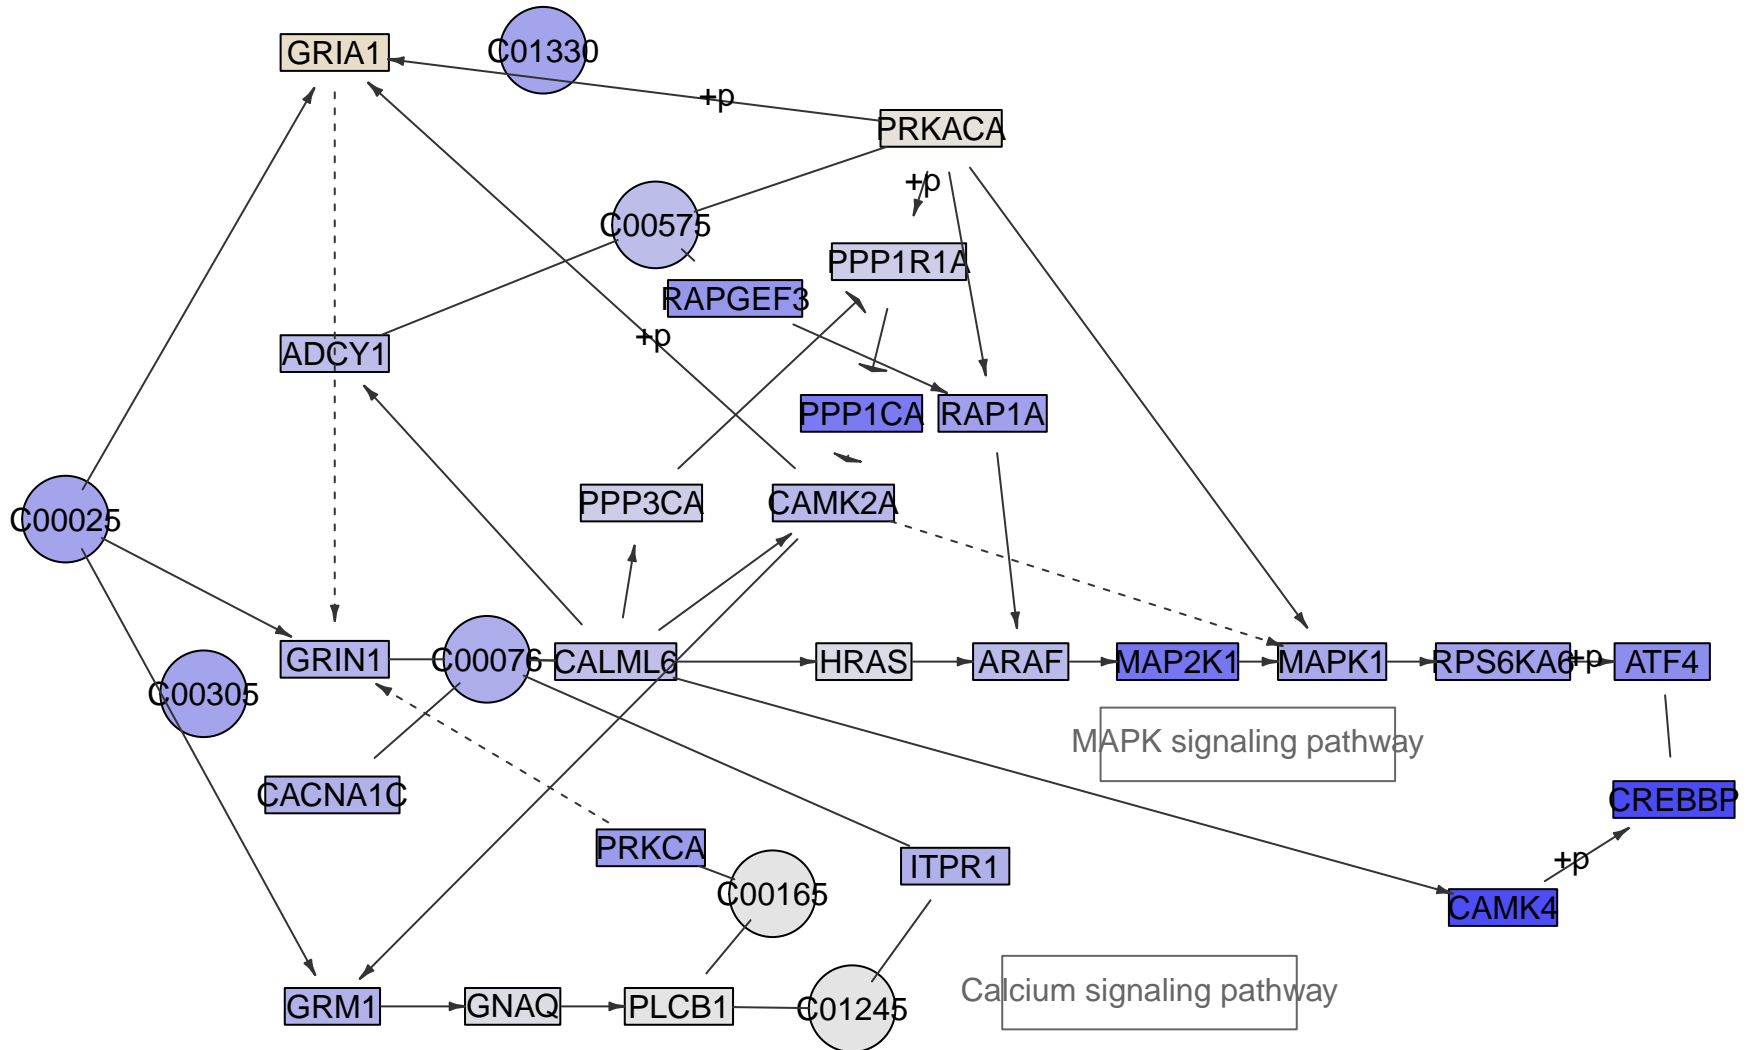 GRIA1
C01330
+p
PRKACA
+p
C00575
PPP1R1A
RAPGEF3
+p
ADCY1
PPP1CA
RAP1A
PPP3CA
CAMK2A
C00025
GRIN1
C00076
CALML6
HRAS
ARAF
MAP2K1
MAPK1
RPS6KA6
+p
ATF4
C00305
MAPK signaling pathway
CACNA1C
CREBBP
PRKCA
ITPR1
+p
C00165
CAMK4
Calcium signaling pathway
GRM1
GNAQ
PLCB1
C01245